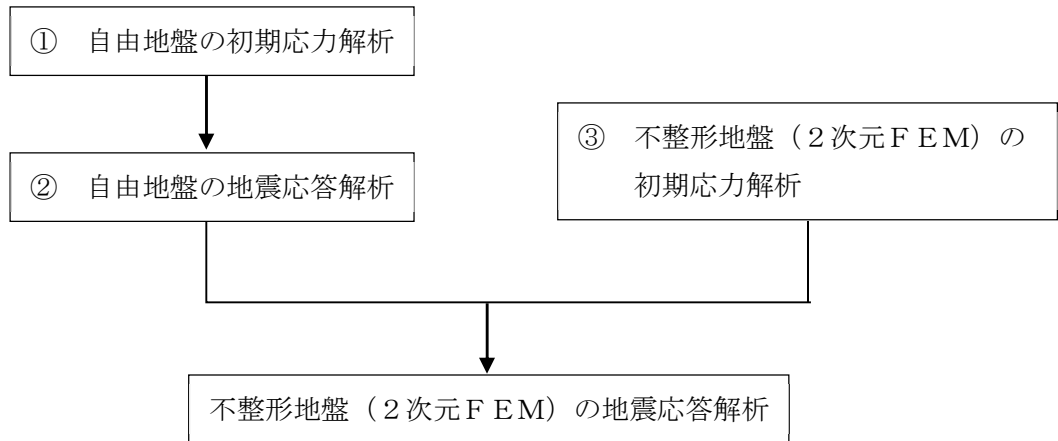 ① 自由地盤の初期応力解析
② 自由地盤の地震応答解析
③ 不整形地盤（２次元ＦＥＭ）の
初期応力解析
不整形地盤（２次元ＦＥＭ）の地震応答解析